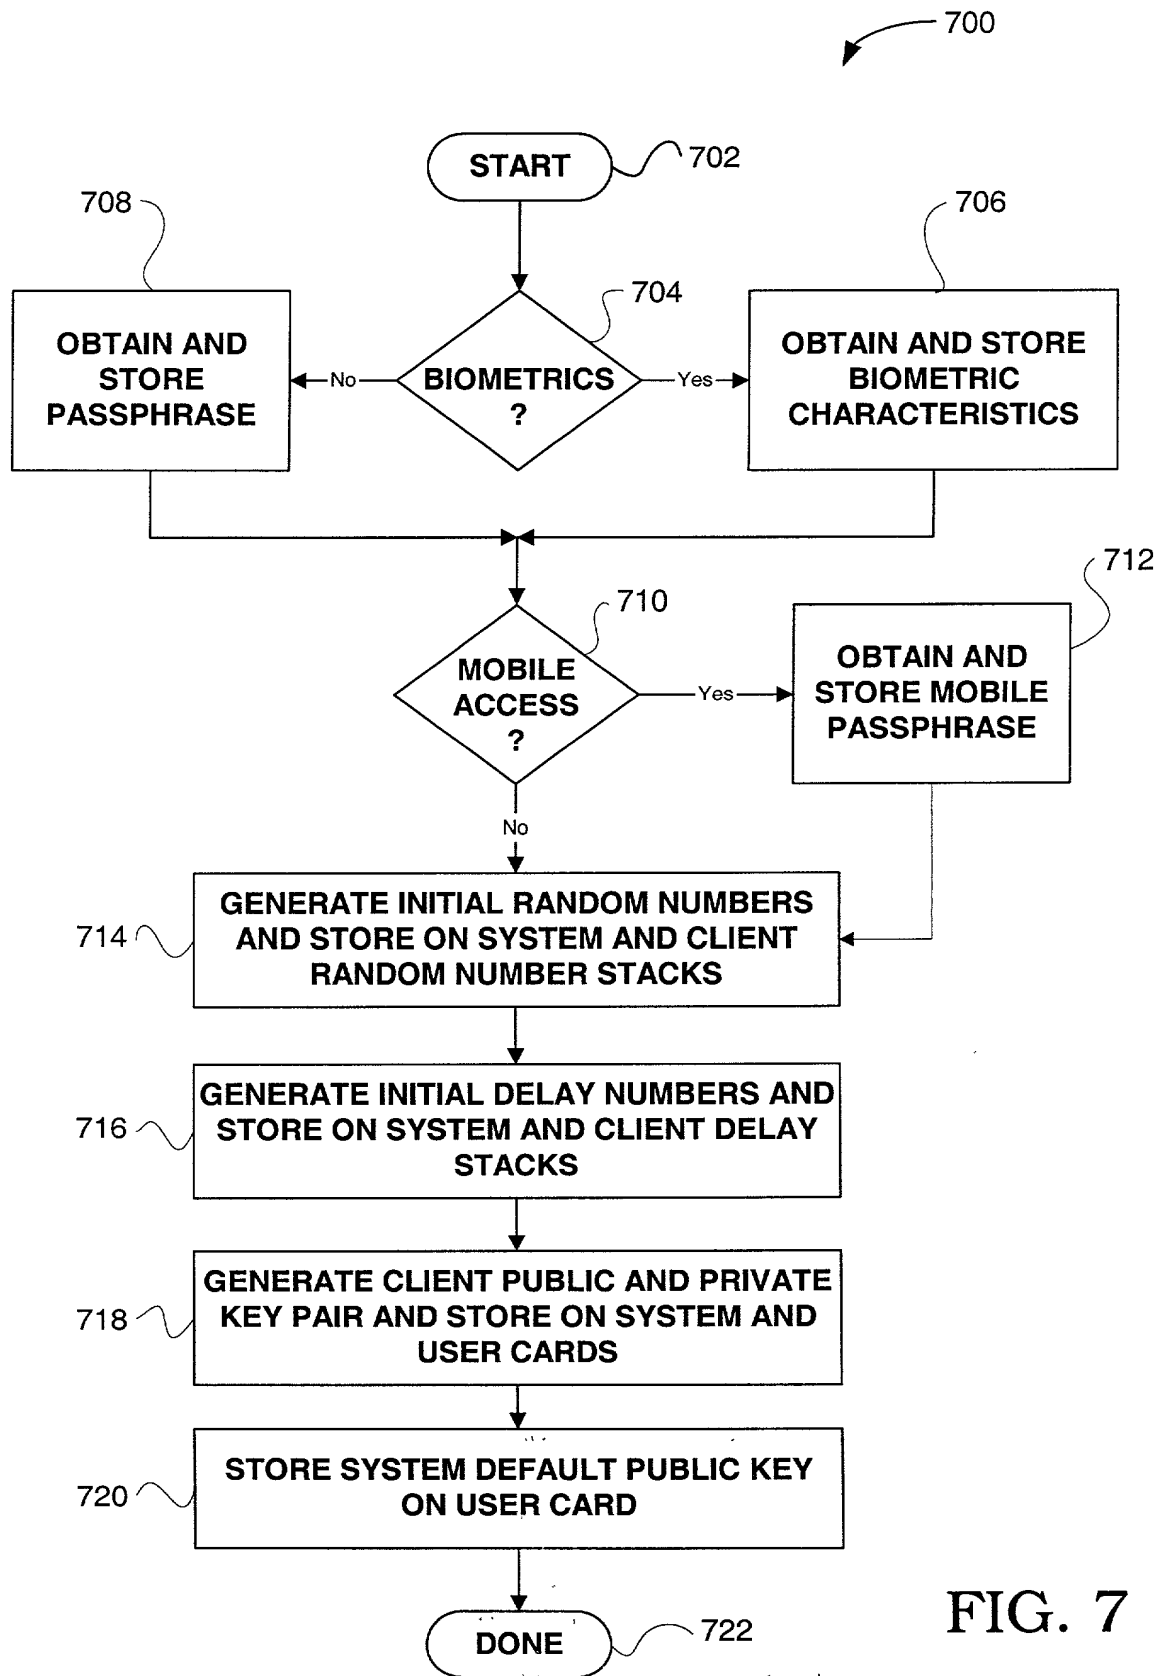 700
START
702
708
706
704
OBTAIN AND
STORE
PASSPHRASE
No
BIOMETRICS
?
Yes
OBTAIN AND STORE
BIOMETRIC
CHARACTERISTICS
712
710
MOBILE
ACCESS
?
Yes
OBTAIN AND
STORE MOBILE
PASSPHRASE
No
714
GENERATE INITIAL RANDOM NUMBERS
AND STORE ON SYSTEM AND CLIENT
RANDOM NUMBER STACKS
716
GENERATE INITIAL DELAY NUMBERS AND
STORE ON SYSTEM AND CLIENT DELAY
STACKS
718
GENERATE CLIENT PUBLIC AND PRIVATE
KEY PAIR AND STORE ON SYSTEM AND
USER CARDS
720
STORE SYSTEM DEFAULT PUBLIC KEY
ON USER CARD
DONE
722
FIG. 7